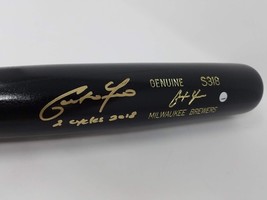 GENUINE S318
MILWAUKEE BREWERS
2 CYCLES 2018